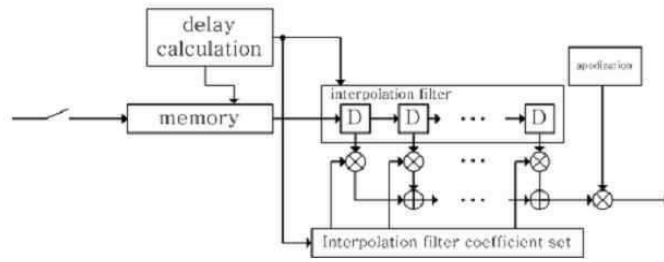 delay
calculation
apodization
interpolation filter
memory
D
D
...
D
...
...
Interpolation filter coefficient set